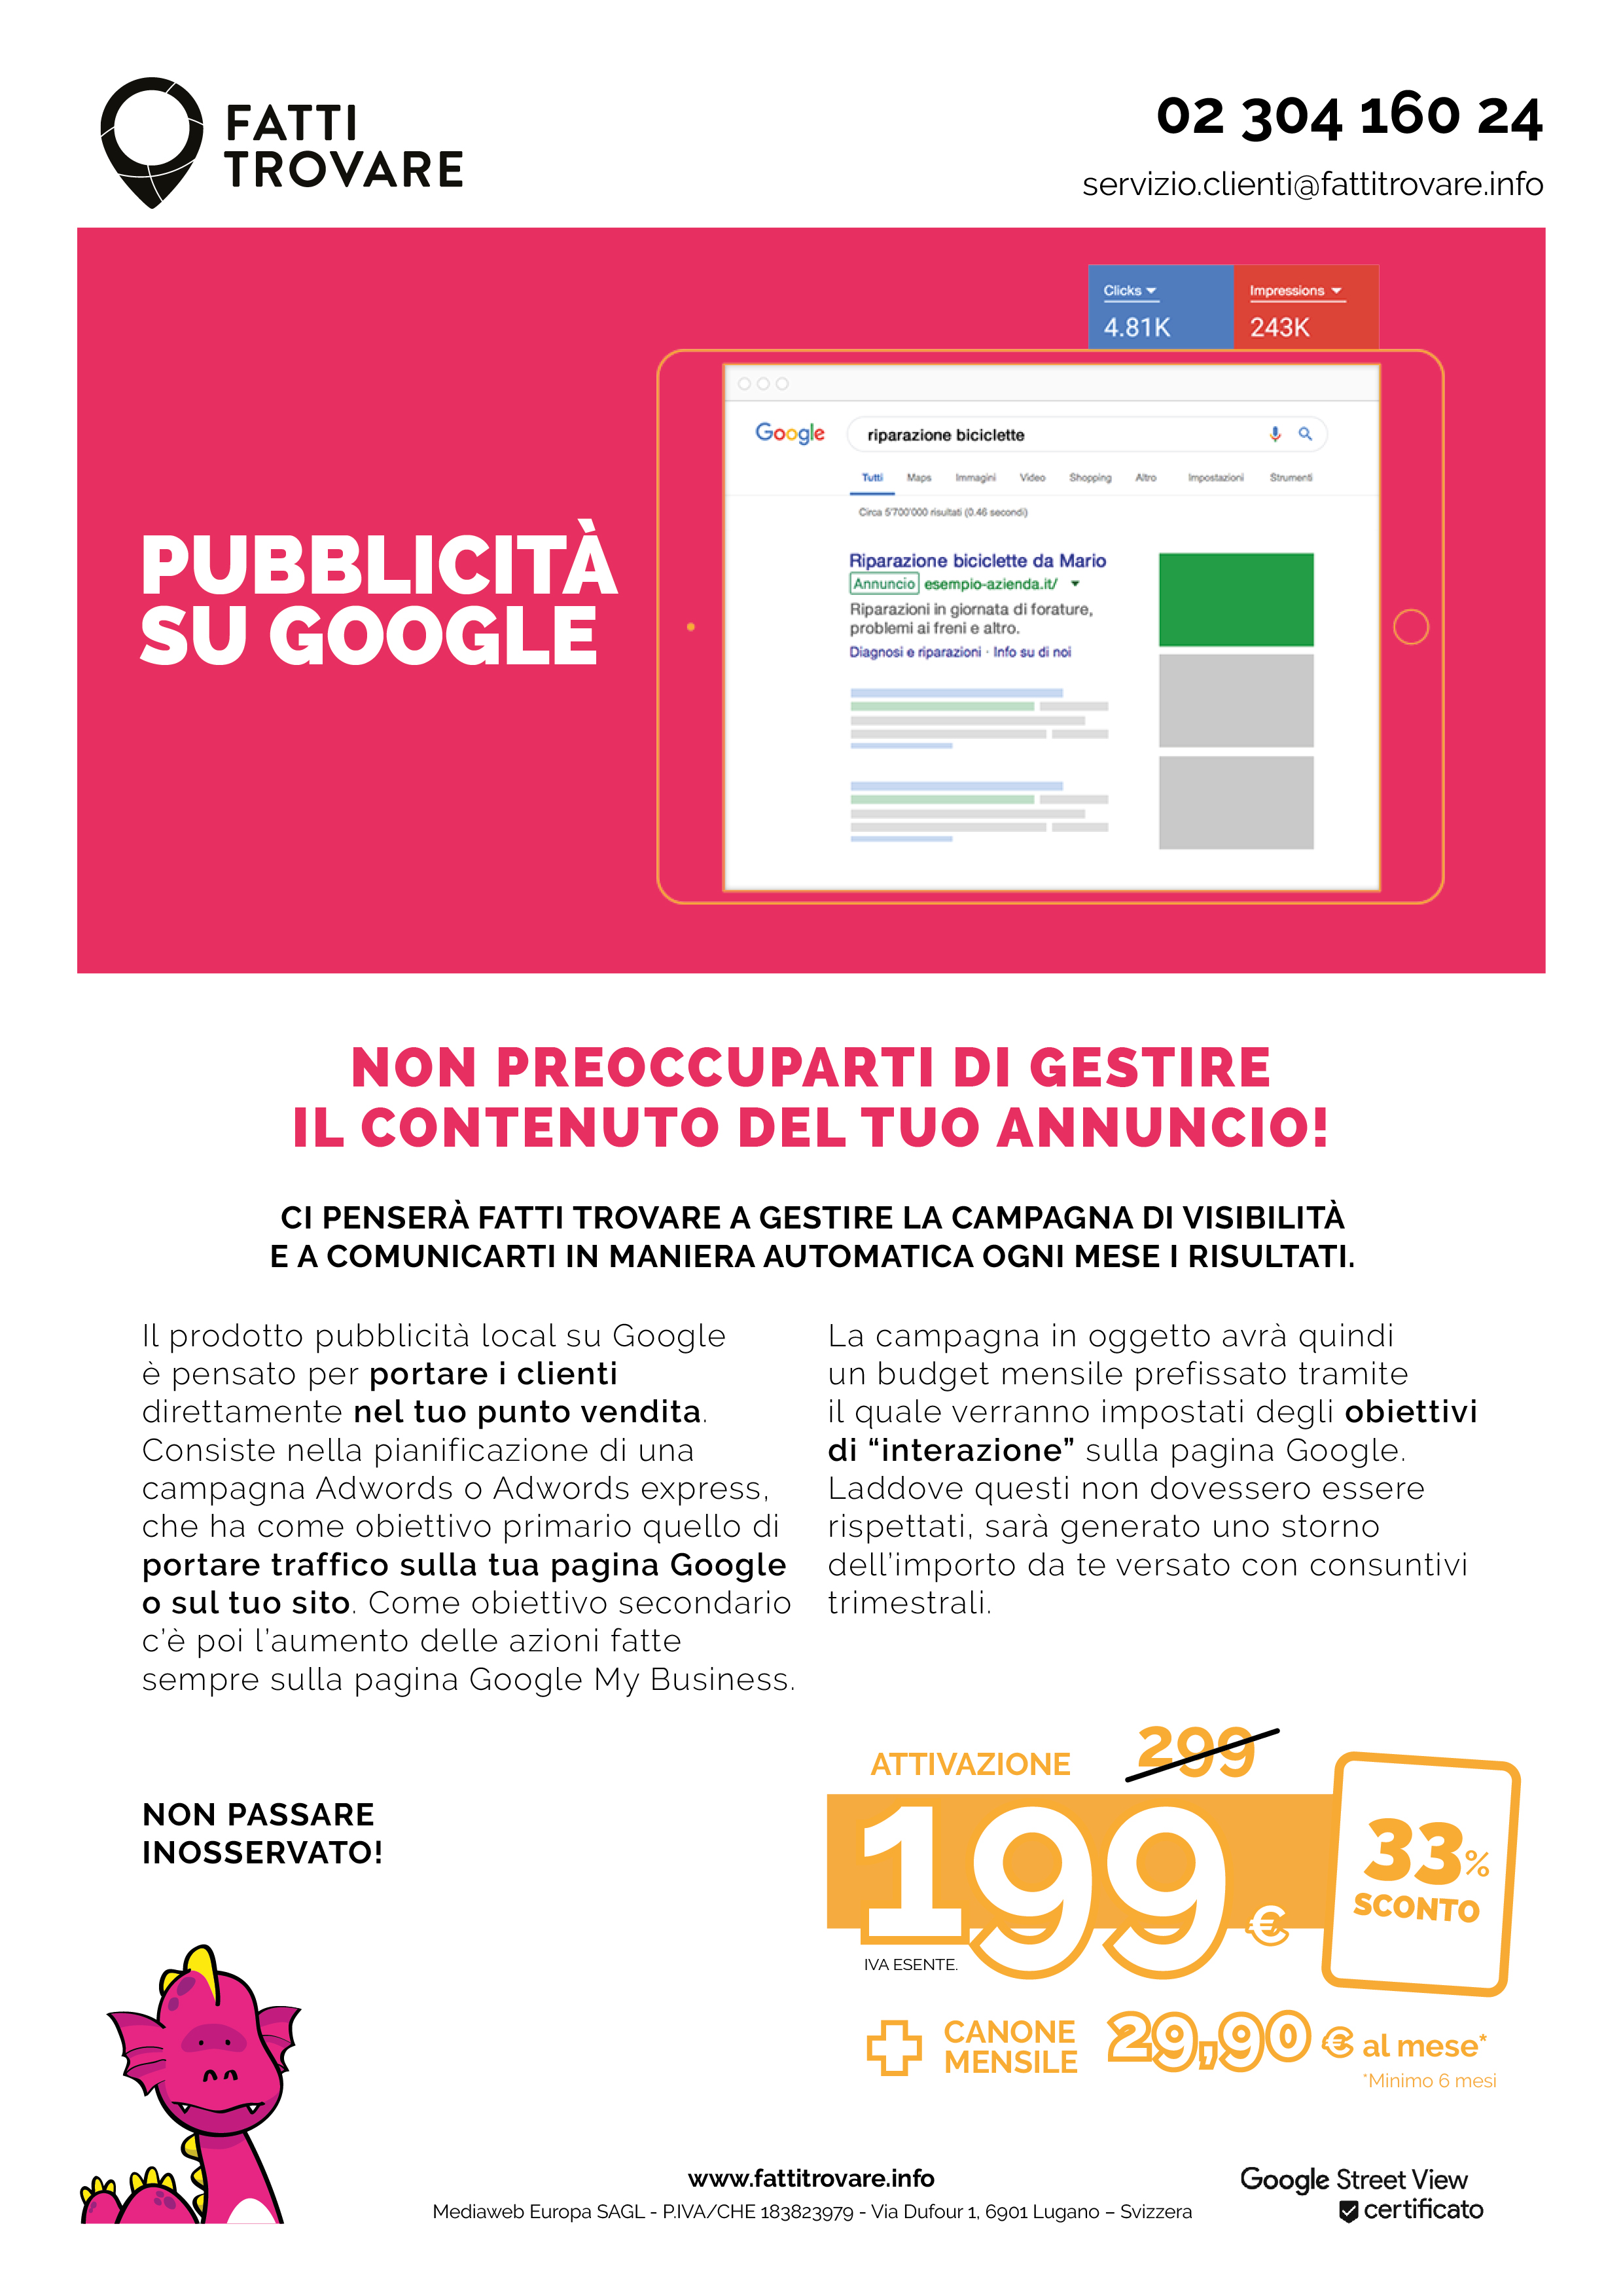 FATTI
TROVARE
02 304 160 24
servizio.clienti@fattitrovare.info
Clicks
Impressions
4.81K
243K
Google
riparazione biciclette
Tutti Maps Immagini Video Shopping Altro Impostazioni Strumenti
Circa 5'700'000 risultati (0.46 secondi)
Riparazione biciclette da Mario
Annuncio esempio-azienda.it/
Riparazioni in giornata di forature,
problemi ai freni e altro.
Diagnosi e riparazioni · Info su di noi
PUBBLICITÀ
SU GOOGLE
NON PREOCCUPARTI DI GESTIRE
IL CONTENUTO DEL TUO ANNUNCIO!
CI PENSERÀ FATTI TROVARE A GESTIRE LA CAMPAGNA DI VISIBILITÀ
E A COMUNICARTI IN MANIERA AUTOMATICA OGNI MESE I RISULTATI.
Il prodotto pubblicità local su Google
è pensato per portare i clienti
direttamente nel tuo punto vendita.
Consiste nella pianificazione di una
campagna Adwords o Adwords express,
che ha come obiettivo primario quello di
portare traffico sulla tua pagina Google
o sul tuo sito. Come obiettivo secondario
c'è poi l'aumento delle azioni fatte
sempre sulla pagina Google My Business.
La campagna in oggetto avrà quindi
un budget mensile prefissato tramite
il quale verranno impostati degli obiettivi
di “interazione” sulla pagina Google.
Laddove questi non dovessero essere
rispettati, sarà generato uno storno
dell'importo da te versato con consuntivi
trimestrali.
NON PASSARE
INOSSERVATO!
ATTIVAZIONE 299
199 €
IVA ESENTE.
33%
SCONTO
CANONE
MENSILE
29,90 € al mese*
*Minimo 6 mesi
www.fattitrovare.info
Mediaweb Europa SAGL - P.IVA/CHE 183823979 - Via Dufour 1, 6901 Lugano – Svizzera
Google Street View
certificato